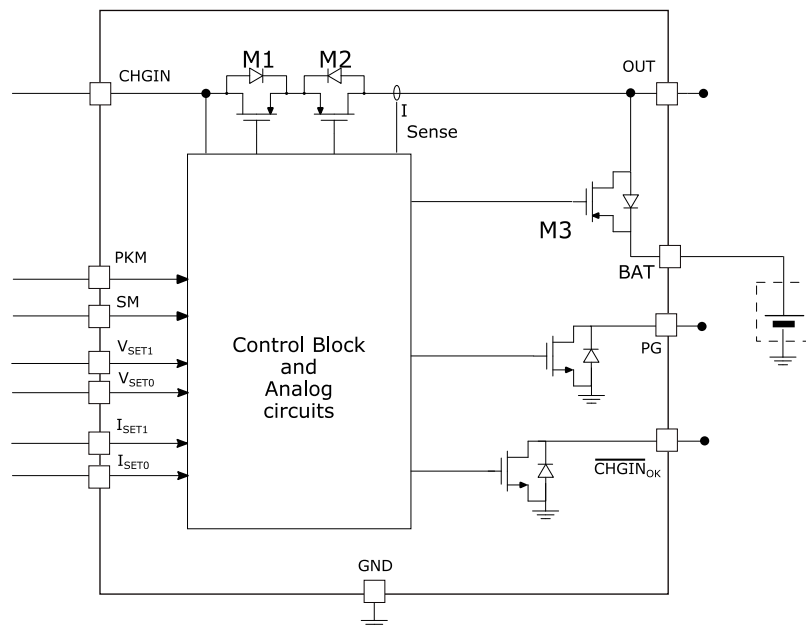 M1
M2
CHGIN
OUT
I
Sense
M3
BAT
PKM
SM
VSET1
VSET0
ISET1
ISET0
Control Block
and
Analog
circuits
PG
CHGINOK
GND